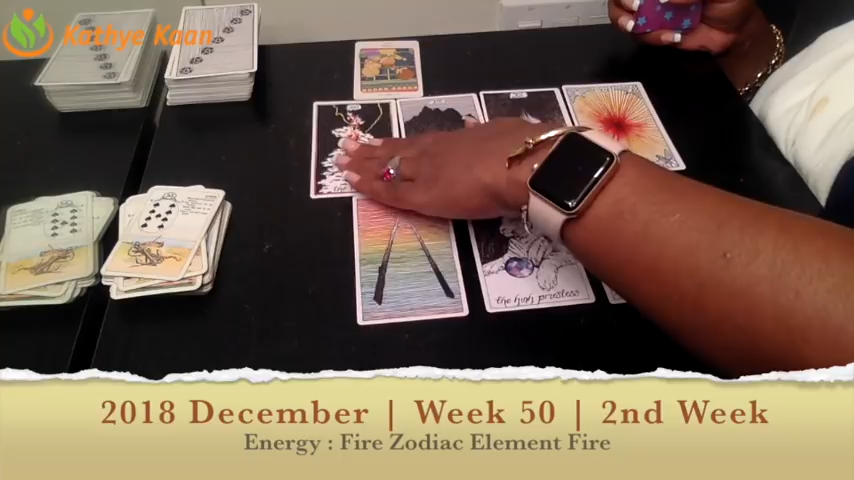 Kathye Kaan
the high priestess
2018 December | Week 50 | 2nd Week
Energy : Fire Zodiac Element Fire